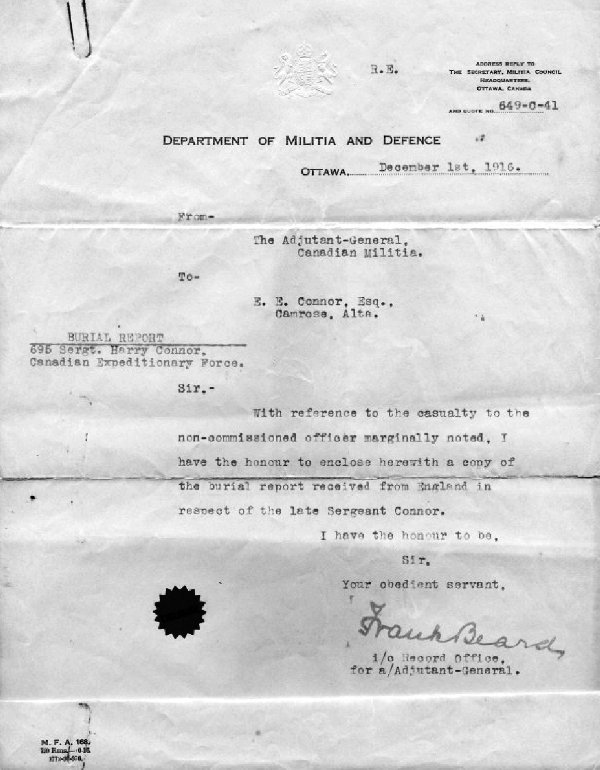 R.E.
ADDRESS REPLY TO
THE SECRETARY, MILITIA COUNCIL
HEADQUARTERS,
OTTAWA, CANADA
AND QUOTE NO. 649-C-41
DEPARTMENT OF MILITIA AND DEFENCE
OTTAWA, December 1st, 1916.
From-
The Adjutant-General,
Canadian Militia.
To-
E. E. Connor, Esq.,
Camrose, Alta.
BURIAL REPORT
695 Sergt. Harry Connor,
Canadian Expeditionary Force.
Sir.-
With reference to the casualty to the
non-commissioned officer marginally noted, I
have the honour to enclose herewith a copy of
the burial report received from England in
respect of the late Sergeant Connor.
I have the honour to be,
Sir,
Your obedient servant,
Frank Beard,
i/c Record Office,
for a/Adjutant-General.
M. F. A. 168.